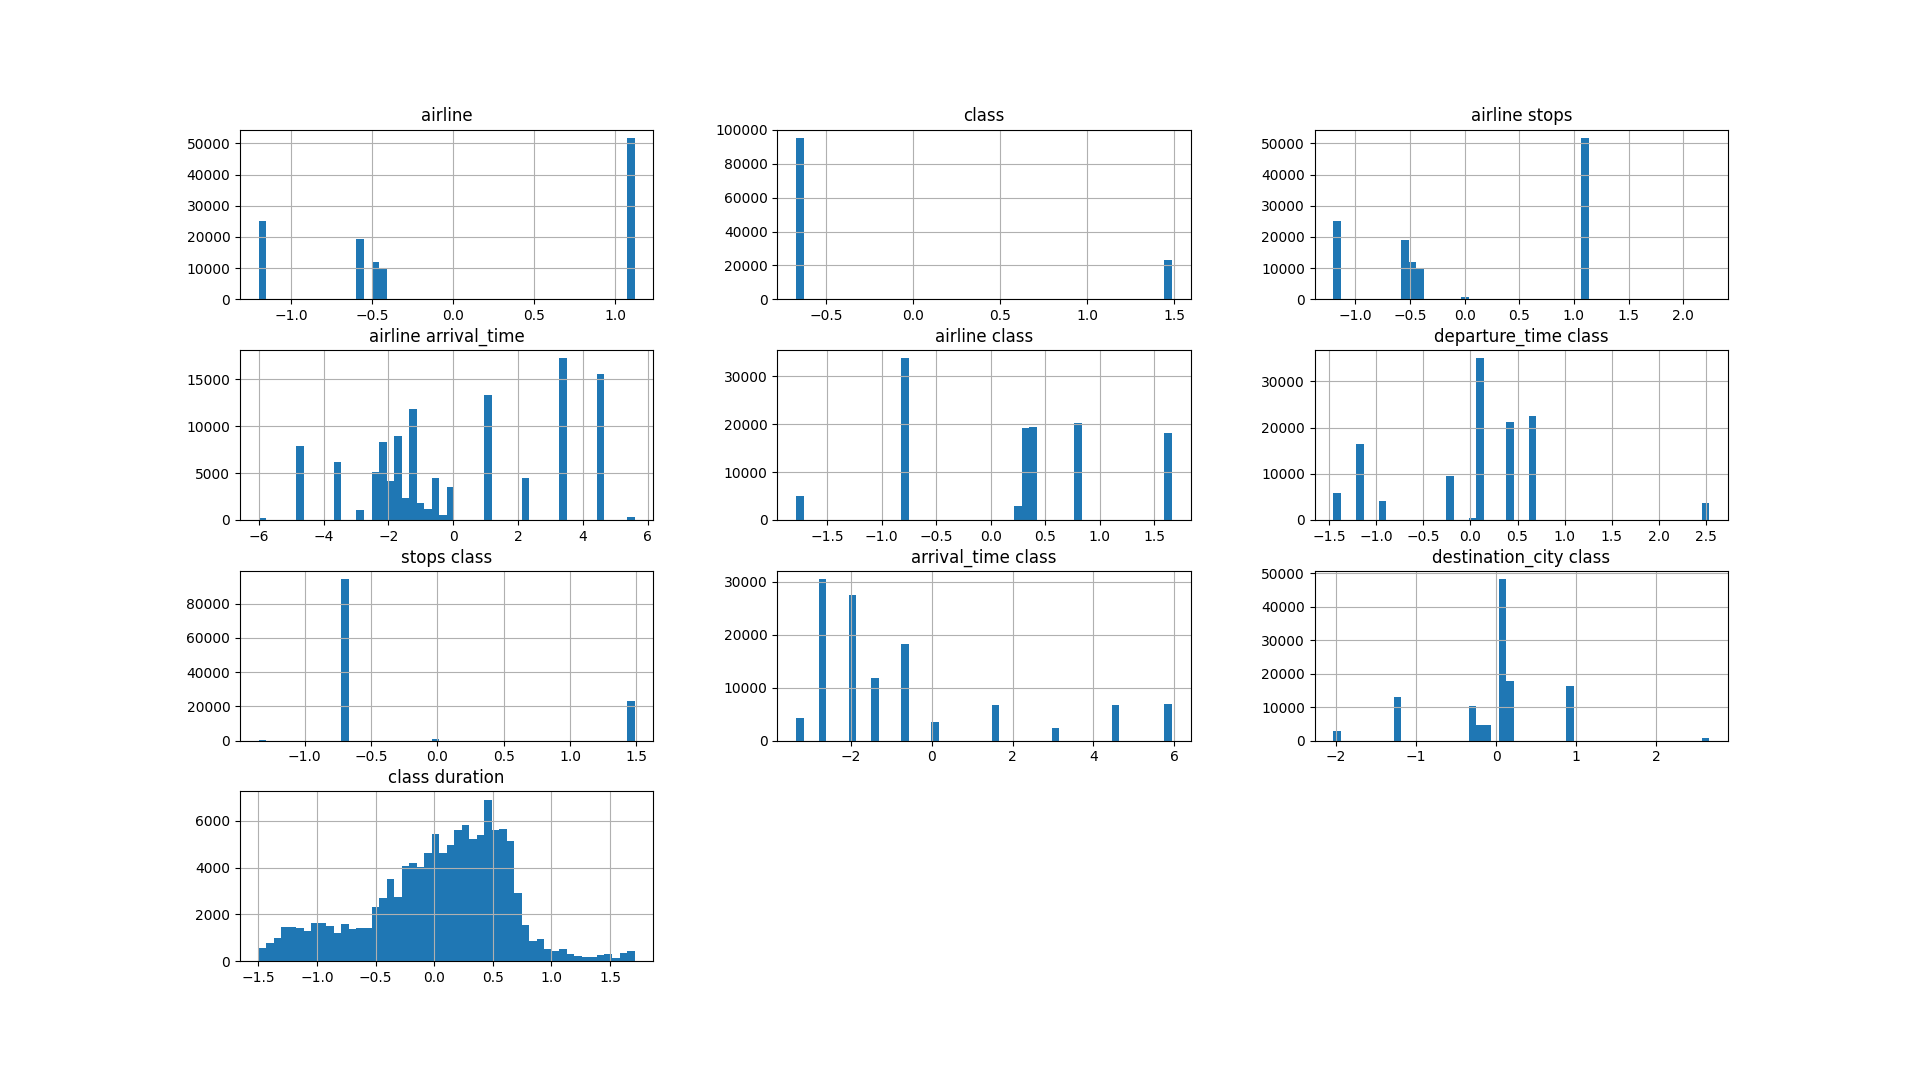 airline
50000
40000
30000
20000
10000
0
−1.0 −0.5 0.0 0.5 1.0
class
100000
80000
60000
40000
20000
0
−0.5 0.0 0.5 1.0 1.5
airline stops
50000
40000
30000
20000
10000
0
−1.0 −0.5 0.0 0.5 1.0 1.5 2.0
airline arrival_time
15000
10000
5000
0
−6 −4 −2 0 2 4 6
airline class
30000
20000
10000
0
−1.5 −1.0 −0.5 0.0 0.5 1.0 1.5
departure_time class
30000
20000
10000
0
−1.5 −1.0 −0.5 0.0 0.5 1.0 1.5 2.0 2.5
stops class
80000
60000
40000
20000
0
−1.0 −0.5 0.0 0.5 1.0 1.5
arrival_time class
30000
20000
10000
0
−2 0 2 4 6
destination_city class
50000
40000
30000
20000
10000
0
−2 −1 0 1 2
class duration
6000
4000
2000
0
−1.5 −1.0 −0.5 0.0 0.5 1.0 1.5